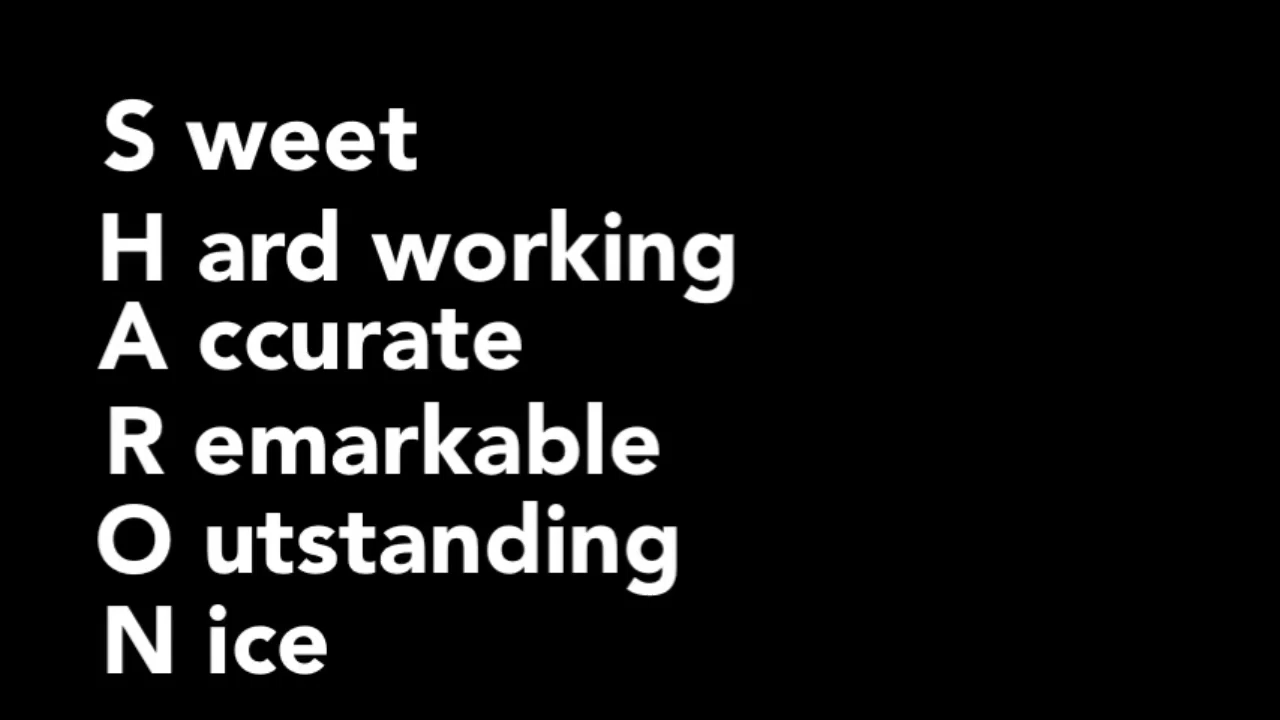 S weet
H ard working
A ccurate
R emarkable
O utstanding
N ice